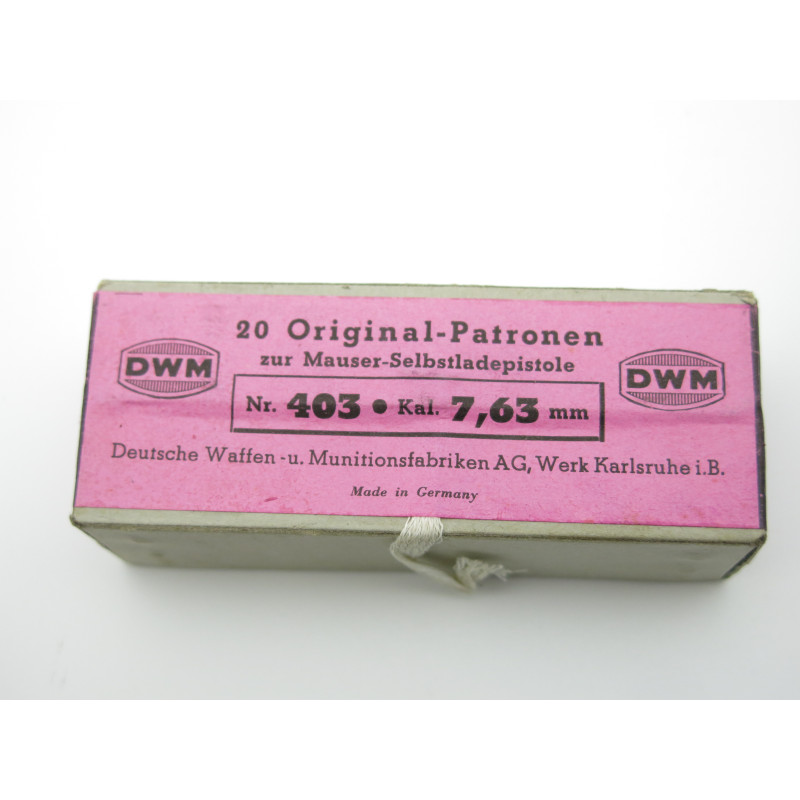 20 Original-Patronen
zur Mauser-Selbstladepistole
DWM
DWM
Nr. 403 • Kal. 7,63 mm
Deutsche Waffen-u. Munitionsfabriken AG, Werk Karlsruhe i.B.
Made in Germany